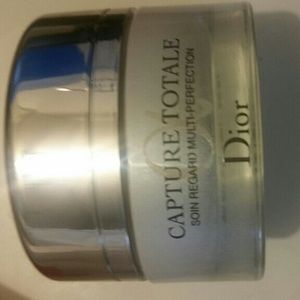 CAPTURE TOTALE
SOIN REGARD MULTI-PERFECTION
Dior